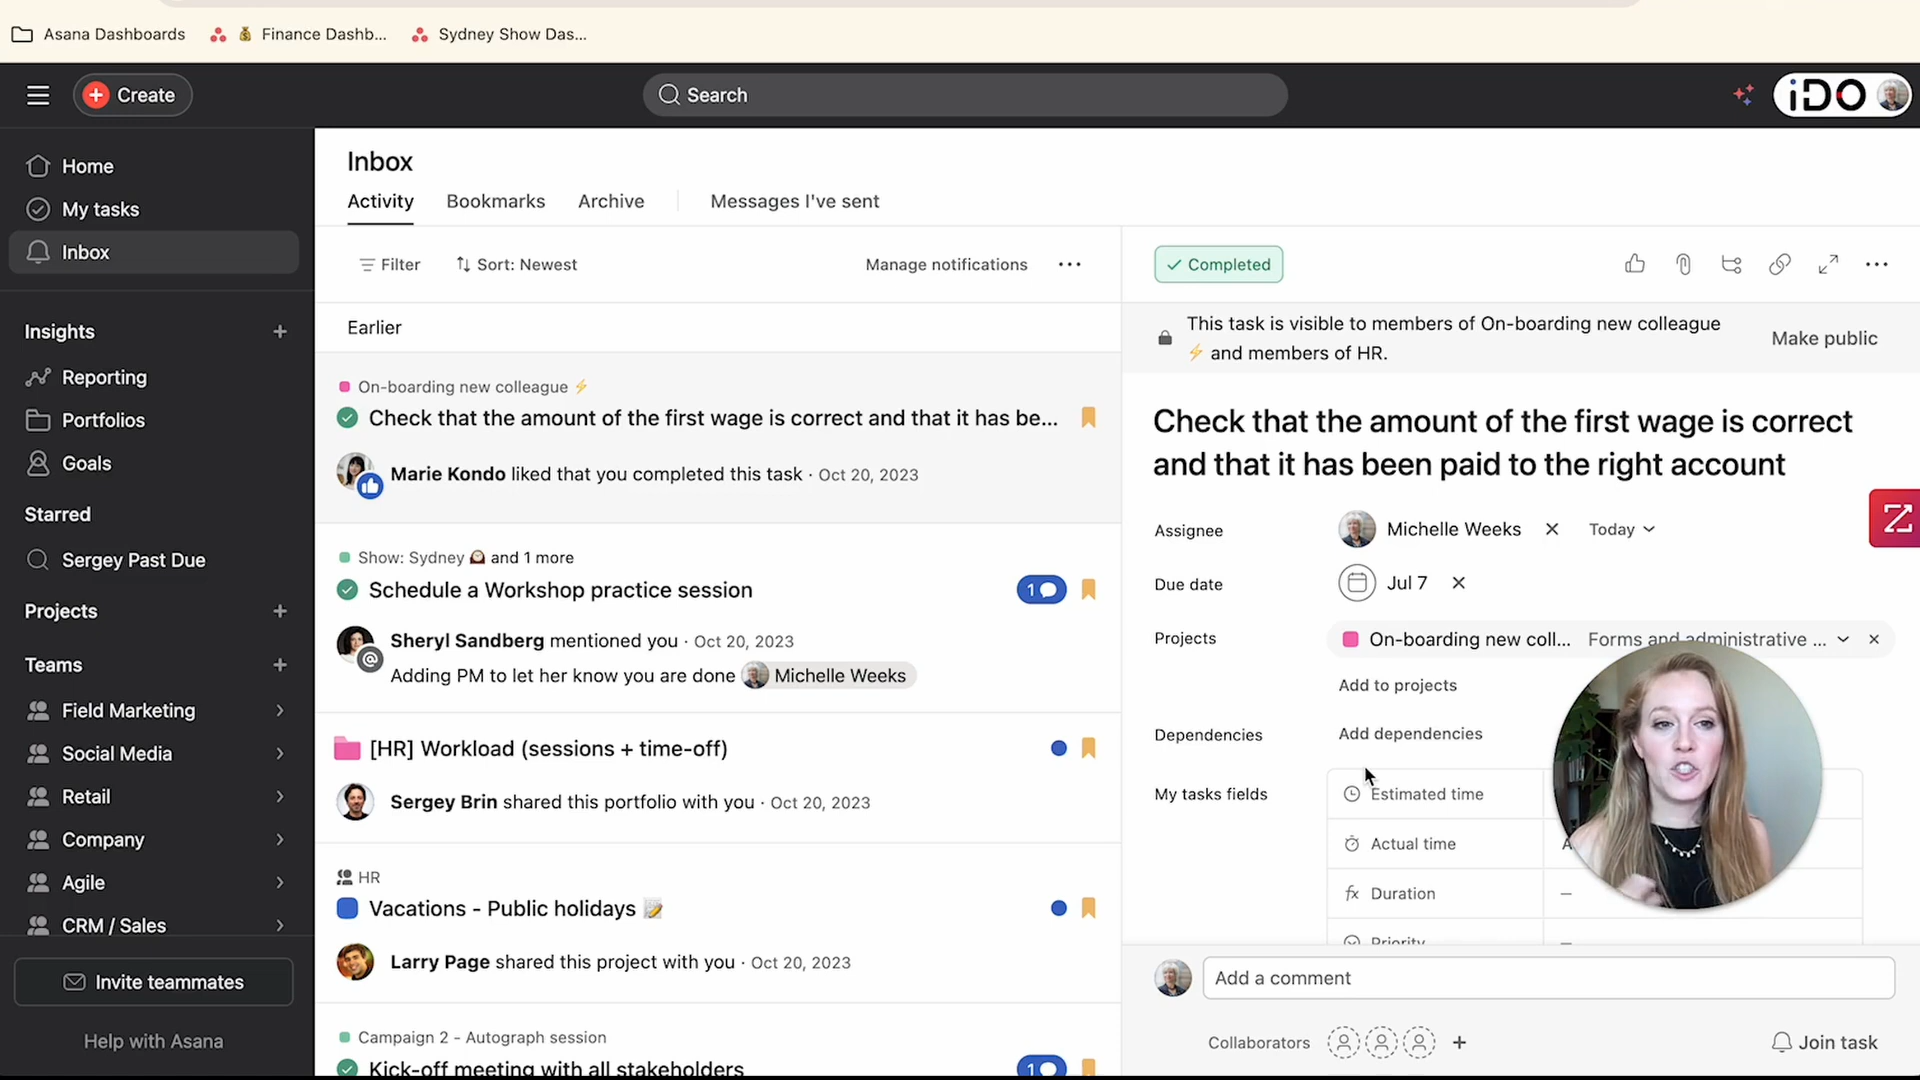 Asana Dashboards
Finance Dashb...
Sydney Show Das...
Create
Search
iDO
Home
My tasks
Inbox
Insights
Reporting
Portfolios
Goals
Starred
Sergey Past Due
Projects
Teams
Field Marketing
Social Media
Retail
Company
Agile
CRM / Sales
Invite teammates
Help with Asana
Inbox
Activity
Bookmarks
Archive
Messages I've sent
Filter
Sort: Newest
Manage notifications
Earlier
On-boarding new colleague ⚡
Check that the amount of the first wage is correct and that it has be...
Marie Kondo liked that you completed this task · Oct 20, 2023
Show: Sydney 🕰 and 1 more
Schedule a Workshop practice session
1
Sheryl Sandberg mentioned you · Oct 20, 2023
Adding PM to let her know you are done Michelle Weeks
[HR] Workload (sessions + time-off)
Sergey Brin shared this portfolio with you · Oct 20, 2023
HR
Vacations - Public holidays 📝
Larry Page shared this project with you · Oct 20, 2023
Campaign 2 - Autograph session
Kick-off meeting with all stakeholders
1
Completed
This task is visible to members of On-boarding new colleague
⚡ and members of HR.
Make public
Check that the amount of the first wage is correct
and that it has been paid to the right account
Assignee
Michelle Weeks
Today
Due date
Jul 7
Projects
On-boarding new coll...
Forms and administrative ...
Add to projects
Dependencies
Add dependencies
My tasks fields
Estimated time
Actual time
Duration
–
Priority
–
Add a comment
Collaborators
Join task